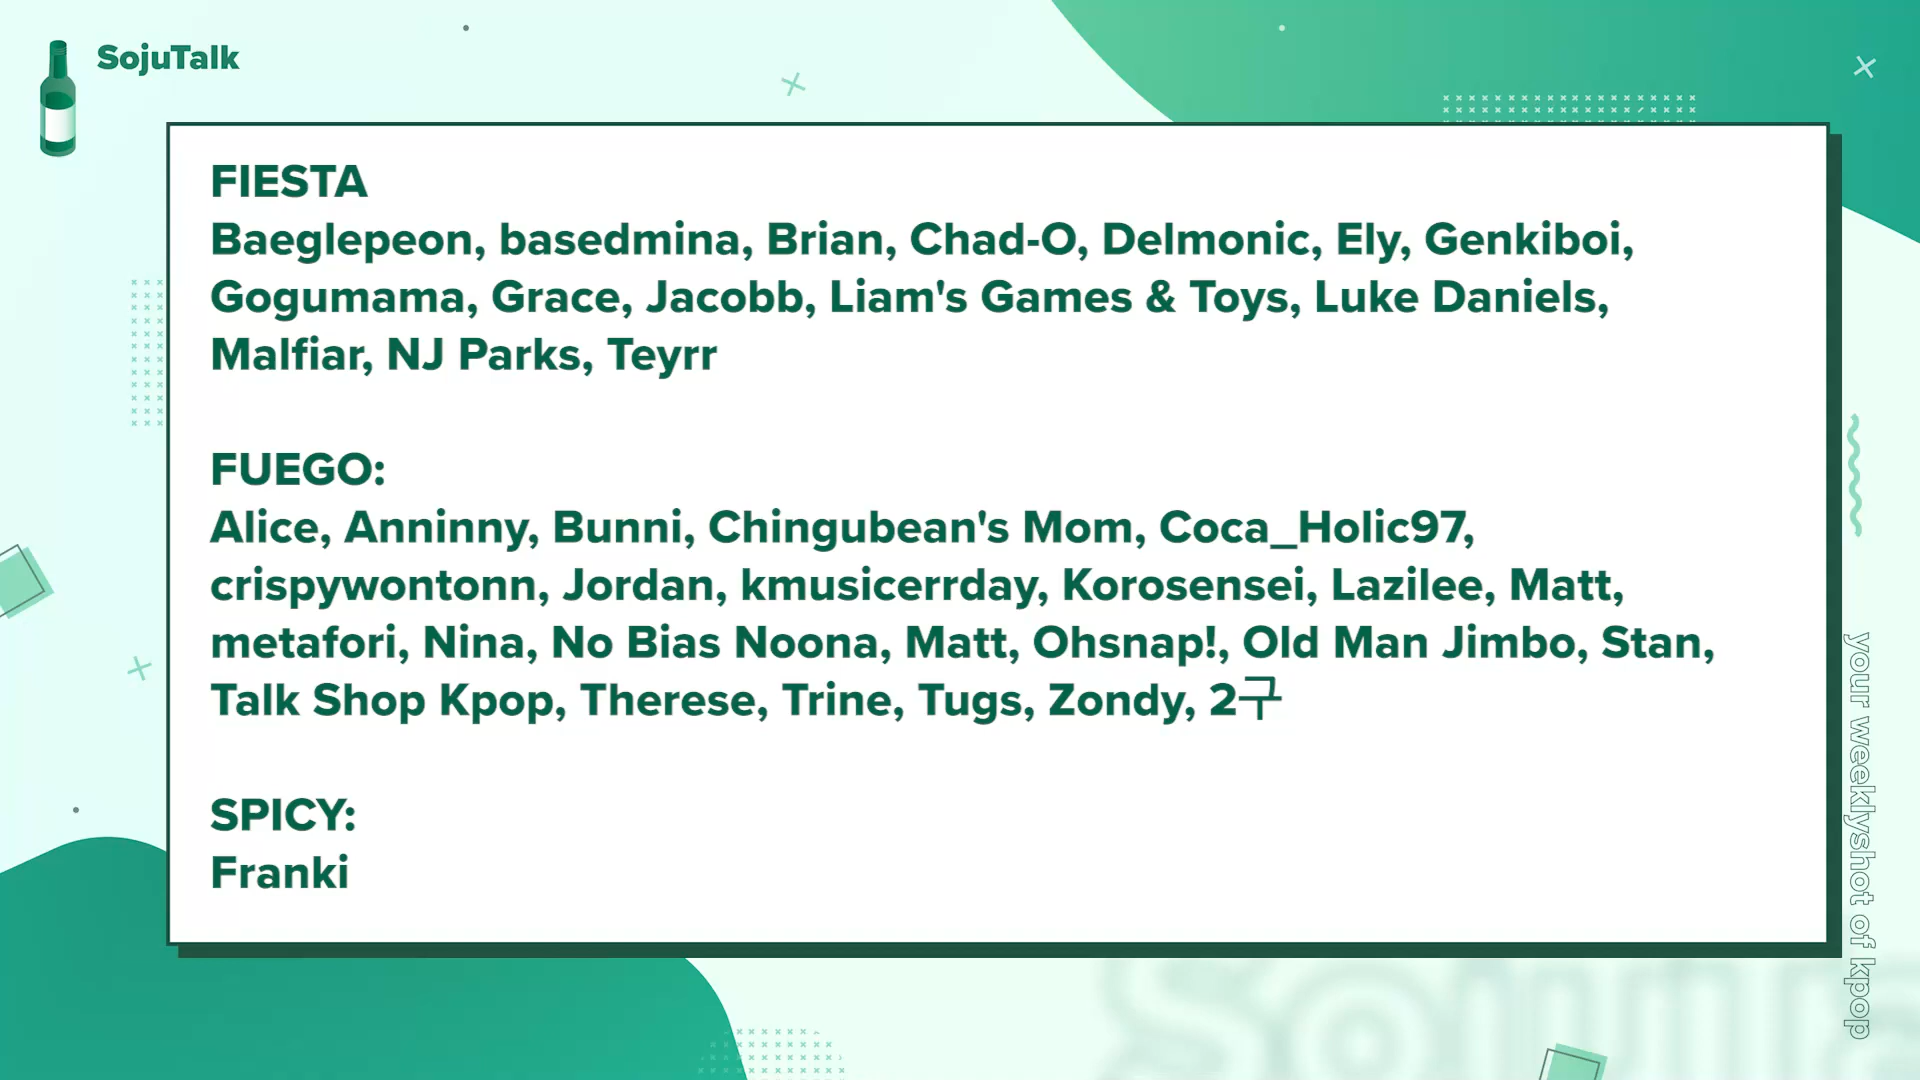 SojuTalk
FIESTA
Baeglepeon, basedmina, Brian, Chad-O, Delmonic, Ely, Genkiboi,
Gogumama, Grace, Jacobb, Liam's Games & Toys, Luke Daniels,
Malfiar, NJ Parks, Teyrr
FUEGO:
Alice, Anninny, Bunni, Chingubean's Mom, Coca_Holic97,
crispywontonn, Jordan, kmusicerrday, Korosensei, Lazilee, Matt,
metafori, Nina, No Bias Noona, Matt, Ohsnap!, Old Man Jimbo, Stan,
Talk Shop Kpop, Therese, Trine, Tugs, Zondy, 2구
SPICY:
Franki
your weeklyshot of kpop